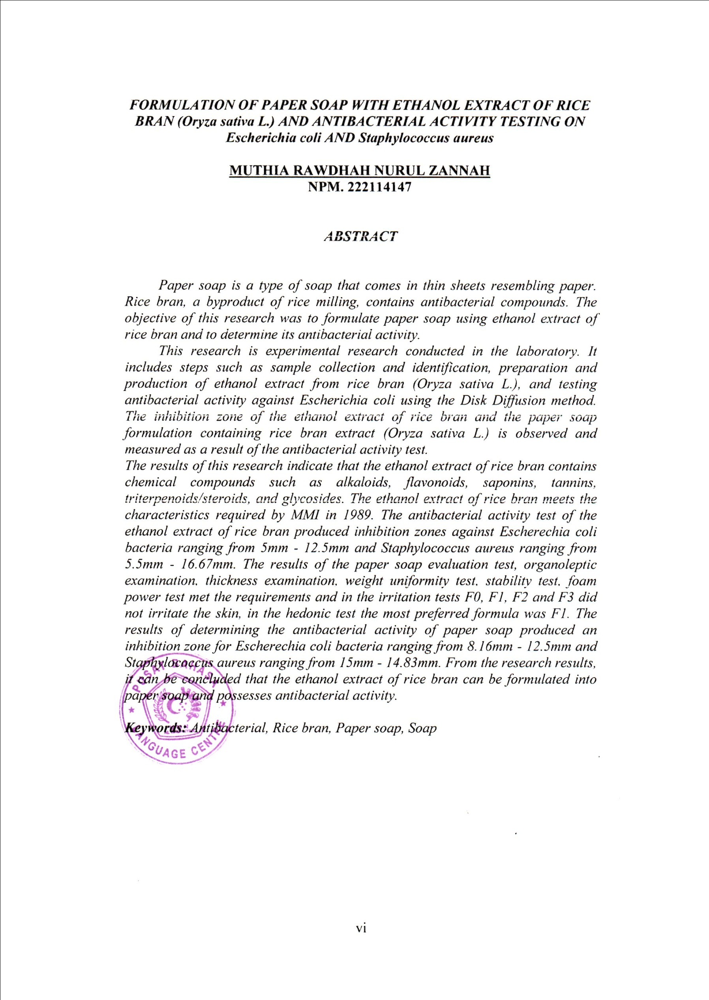 FORMULATION OF PAPER SOAP WITH ETHANOL EXTRACT OF RICE
BRAN (Oryza sativa L.) AND ANTIBACTERIAL ACTIVITY TESTING ON
Escherichia coli AND Staphylococcus aureus
MUTHIA RAWDHAH NURUL ZANNAH
NPM. 222114147
ABSTRACT
Paper soap is a type of soap that comes in thin sheets resembling paper.
Rice bran, a byproduct of rice milling, contains antibacterial compounds. The
objective of this research was to formulate paper soap using ethanol extract of
rice bran and to determine its antibacterial activity.
This research is experimental research conducted in the laboratory. It
includes steps such as sample collection and identification, preparation and
production of ethanol extract from rice bran (Oryza sativa L.), and testing
antibacterial activity against Escherichia coli using the Disk Diffusion method.
The inhibition zone of the ethanol extract of rice bran and the paper soap
formulation containing rice bran extract (Oryza sativa L.) is observed and
measured as a result of the antibacterial activity test.
The results of this research indicate that the ethanol extract of rice bran contains
chemical compounds such as alkaloids, flavonoids, saponins, tannins,
triterpenoids/steroids, and glycosides. The ethanol extract of rice bran meets the
characteristics required by MMI in 1989. The antibacterial activity test of the
ethanol extract of rice bran produced inhibition zones against Escherechia coli
bacteria ranging from 5mm - 12.5mm and Staphylococcus aureus ranging from
5.5mm - 16.67mm. The results of the paper soap evaluation test, organoleptic
examination, thickness examination, weight uniformity test, stability test, foam
power test met the requirements and in the irritation tests F0, F1, F2 and F3 did
not irritate the skin, in the hedonic test the most preferred formula was F1. The
results of determining the antibacterial activity of paper soap produced an
inhibition zone for Escherechia coli bacteria ranging from 8.16mm - 12.5mm and
Staphylococcus aureus ranging from 15mm - 14.83mm. From the research results,
it can be concluded that the ethanol extract of rice bran can be formulated into
paper soap and possesses antibacterial activity.
Keywords: Antibacterial, Rice bran, Paper soap, Soap
PUSAT BAHASA
LANGUAGE CENTRE
vi